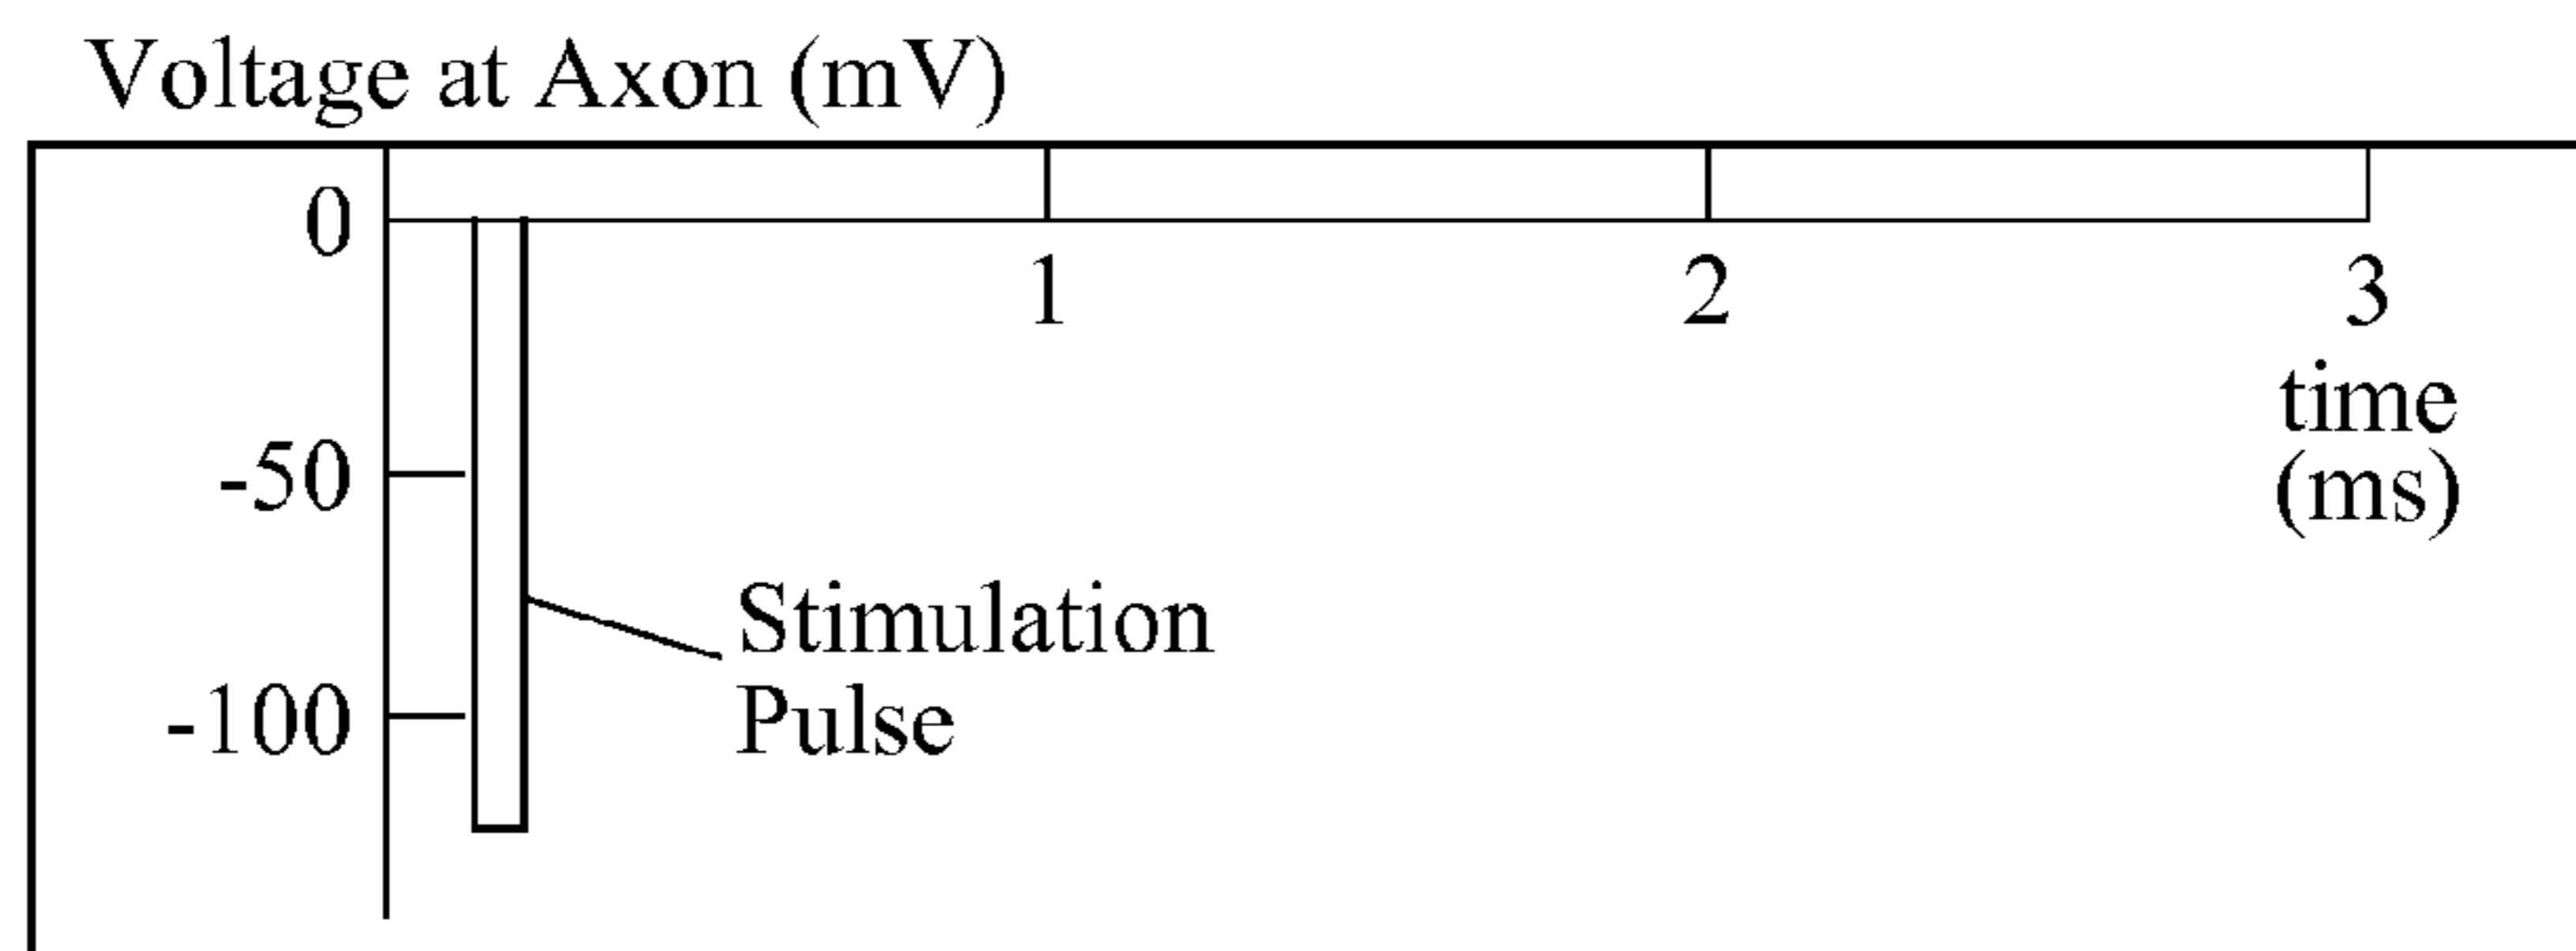 Voltage at Axon (mV)
0
1
2
3
time
(ms)
-50
Stimulation
Pulse
-100